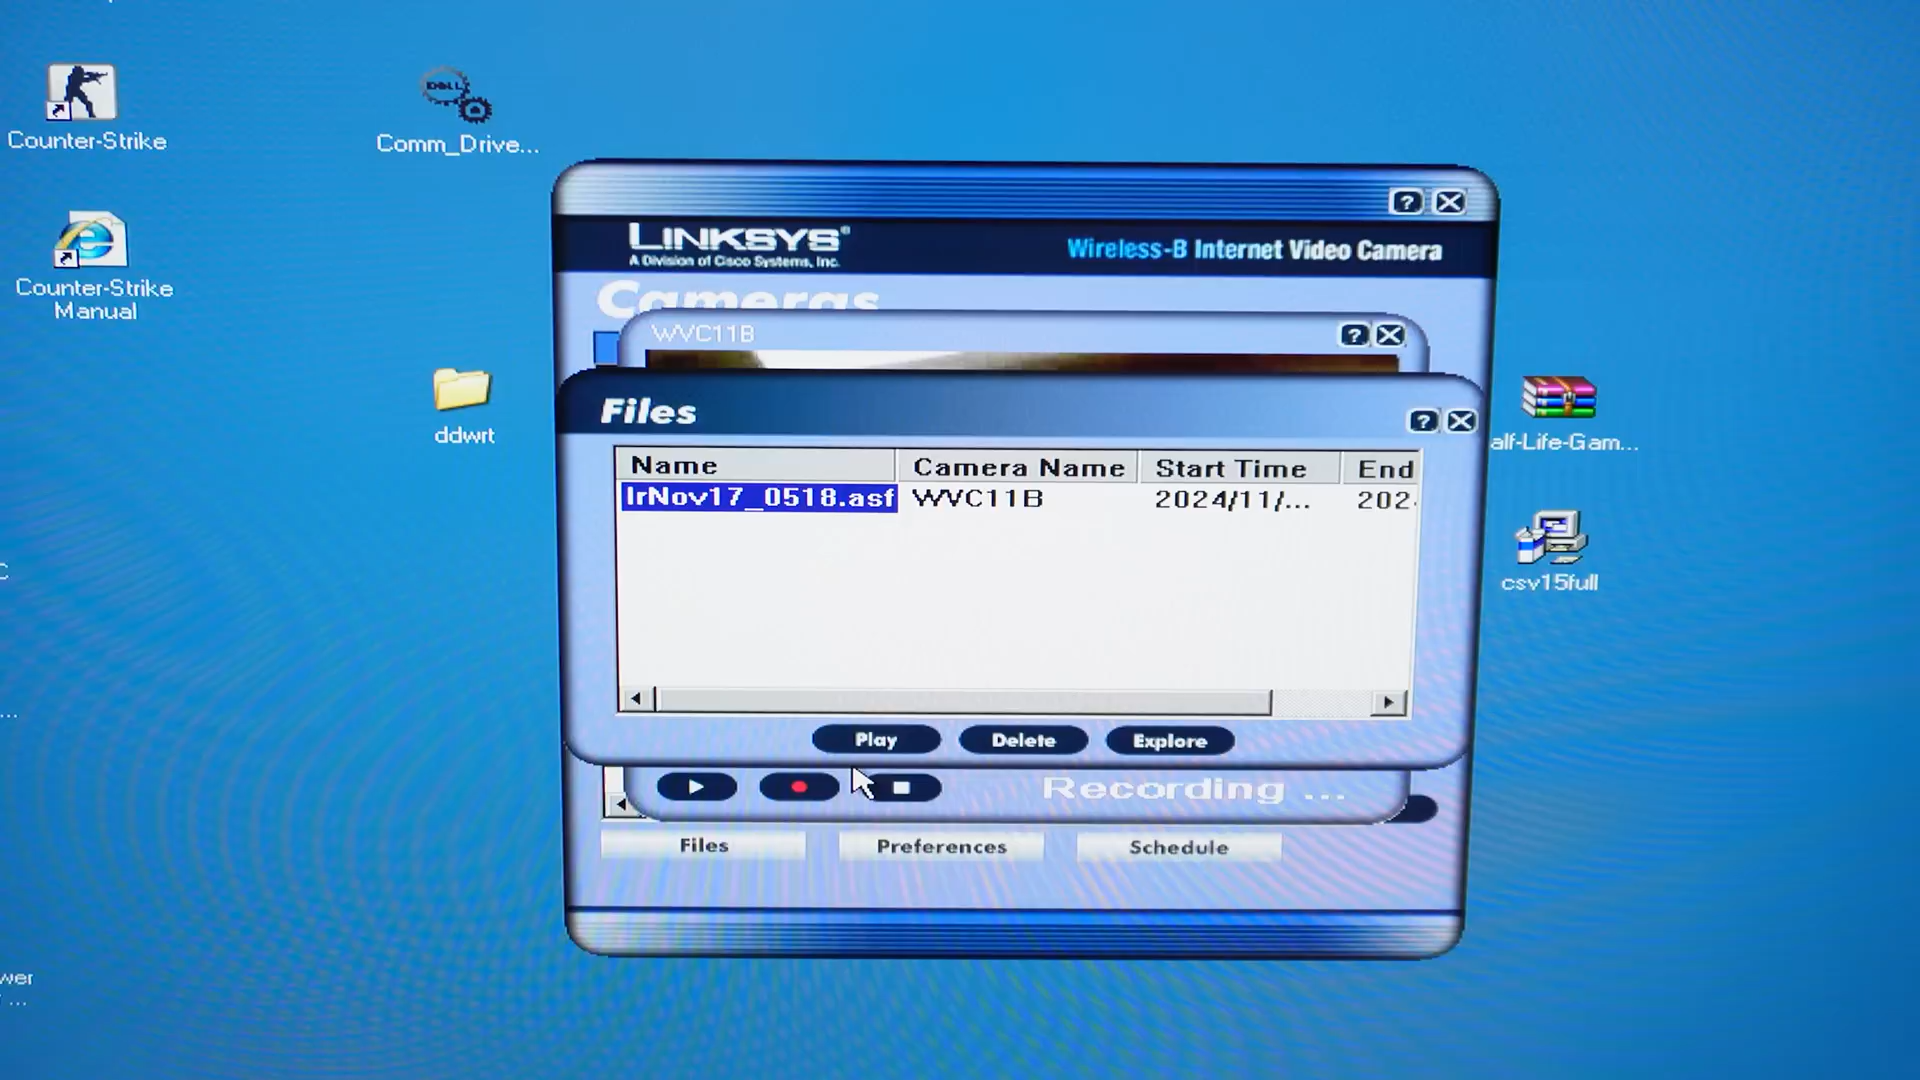 Counter-Strike
DELL
Comm_Drive...
Counter-Strike
Manual
ddwrt
LINKSYS®
A Division of Cisco Systems, Inc.
Wireless-B Internet Video Camera
Cameras
WVC11B
Files
Name Camera Name Start Time End
IrNov17_0518.asf WVC11B 2024/11/... 202
Play Delete Explore
Recording ...
Files Preferences Schedule
alf-Life-Gam...
csv15full
C
...
wer
...